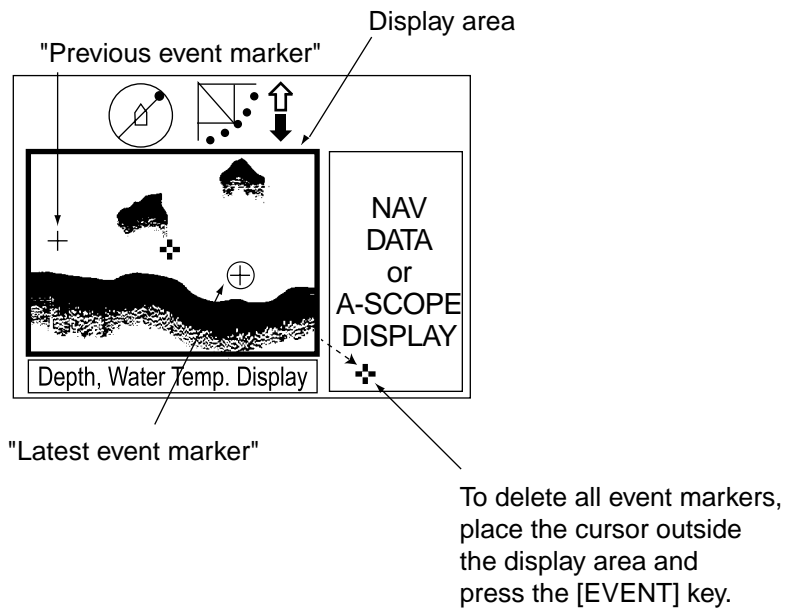 Display area
"Previous event marker"
NAV
DATA
or
A-SCOPE
DISPLAY
Depth, Water Temp. Display
"Latest event marker"
To delete all event markers,
place the cursor outside
the display area and
press the [EVENT] key.